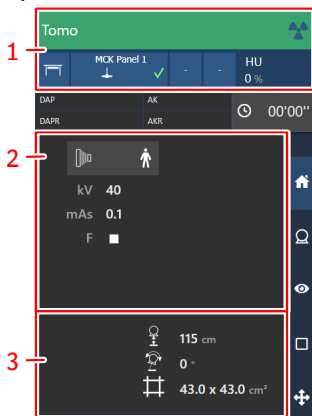 Tomo
1
MCK Panel 1
- -
HU
0 %
DAP AK
DAPR AKR
00'00''
2
kV 40
mAs 0.1
F
3
115 cm
0 °
43.0 x 43.0 cm²